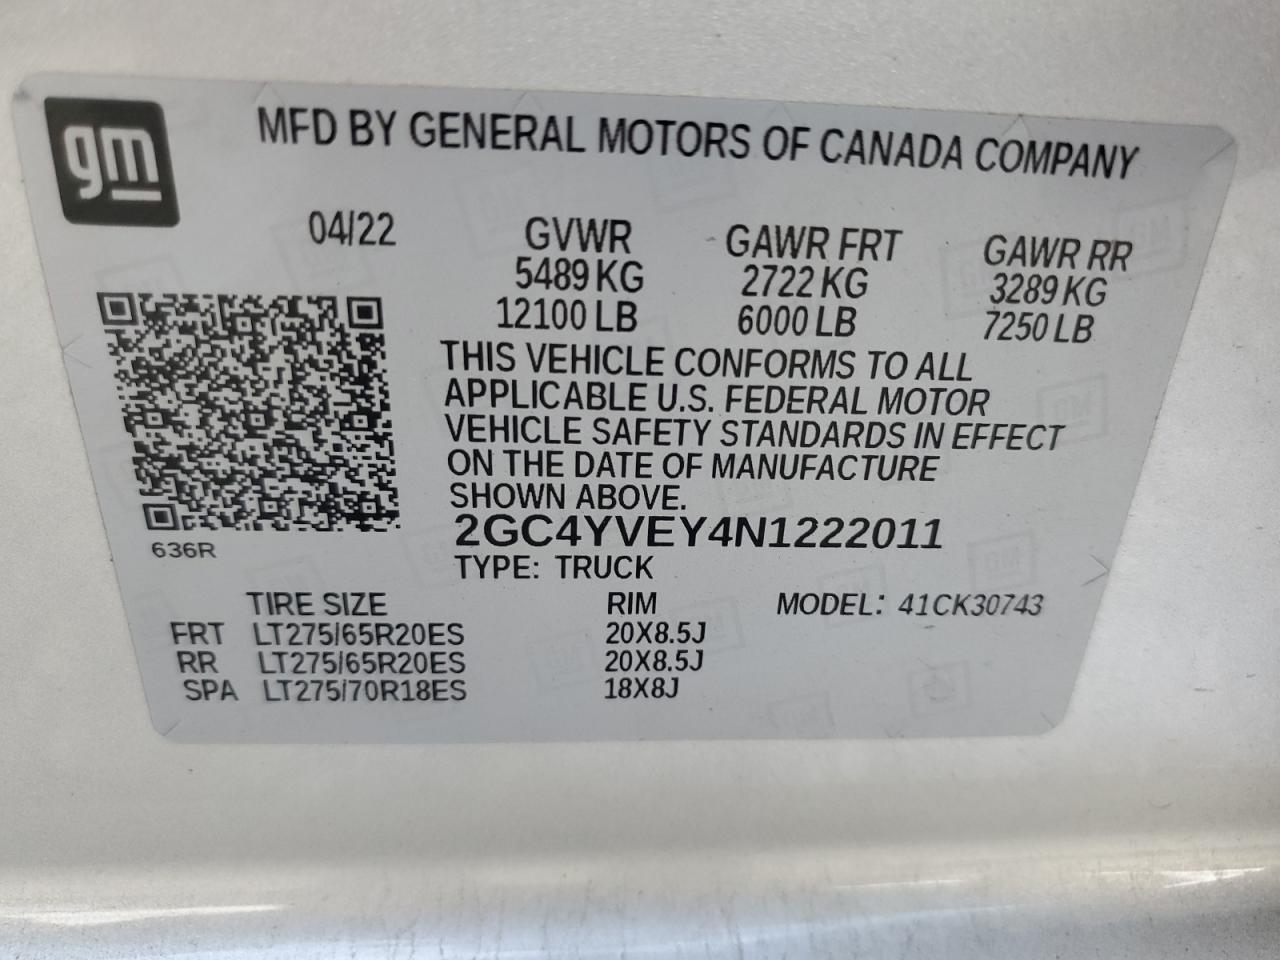 gm
MFD BY GENERAL MOTORS OF CANADA COMPANY
04/22 GVWR GAWR FRT GAWR RR
5489 KG 2722 KG 3289 KG
12100 LB 6000 LB 7250 LB
THIS VEHICLE CONFORMS TO ALL
APPLICABLE U.S. FEDERAL MOTOR
VEHICLE SAFETY STANDARDS IN EFFECT
ON THE DATE OF MANUFACTURE
SHOWN ABOVE.
2GC4YVEY4N1222011
636R
TYPE: TRUCK
TIRE SIZE RIM MODEL: 41CK30743
FRT LT275/65R20ES 20X8.5J
RR LT275/65R20ES 20X8.5J
SPA LT275/70R18ES 18X8J